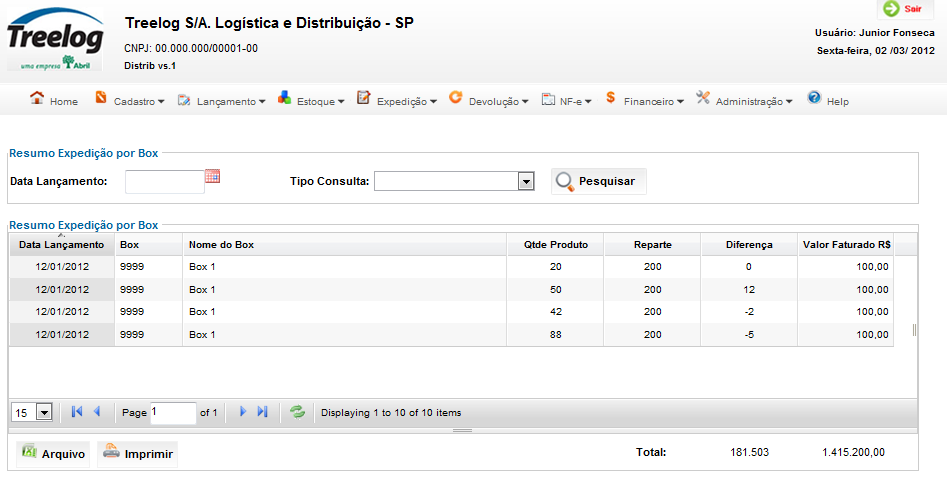 Treelog
uma empresa Abril
Treelog S/A. Logística e Distribuição - SP
CNPJ: 00.000.000/00001-00
Distrib vs.1
Sair
Usuário: Junior Fonseca
Sexta-feira, 02 /03/ 2012
Home Cadastro Lançamento Estoque Expedição Devolução NF-e Financeiro Administração Help
Resumo Expedição por Box
Data Lançamento: Tipo Consulta: Pesquisar
Resumo Expedição por Box
Data Lançamento Box Nome do Box Qtde Produto Reparte Diferença Valor Faturado R$
12/01/2012 9999 Box 1 20 200 0 100,00
12/01/2012 9999 Box 1 50 200 12 100,00
12/01/2012 9999 Box 1 42 200 -2 100,00
12/01/2012 9999 Box 1 88 200 -5 100,00
15 Page 1 of 1 Displaying 1 to 10 of 10 items
Arquivo Imprimir Total: 181.503 1.415.200,00